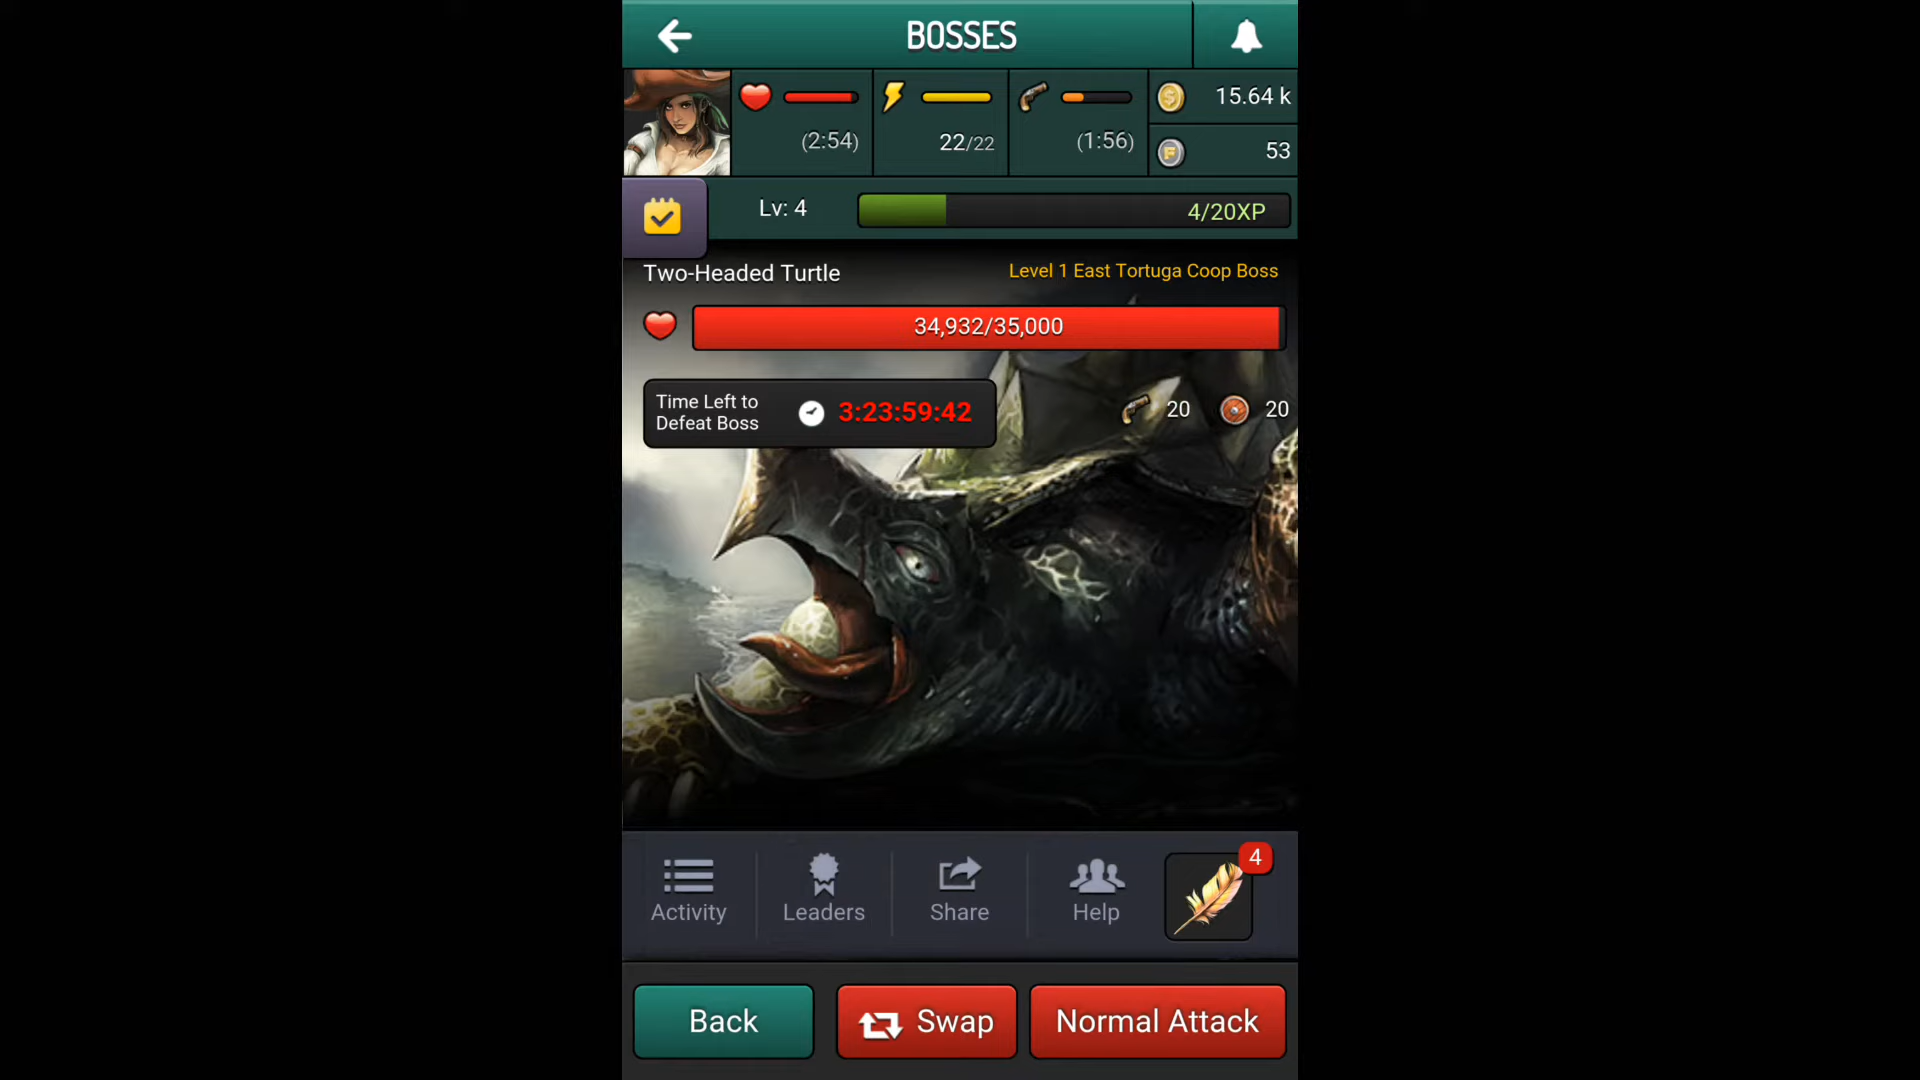 BOSSES
15.64 k
(2:54)
22/22
(1:56)
53
Lv: 4
4/20XP
Two-Headed Turtle
Level 1 East Tortuga Coop Boss
34,932/35,000
Time Left to
Defeat Boss
3:23:59:42
20
20
4
Activity
Leaders
Share
Help
Back
Swap
Normal Attack